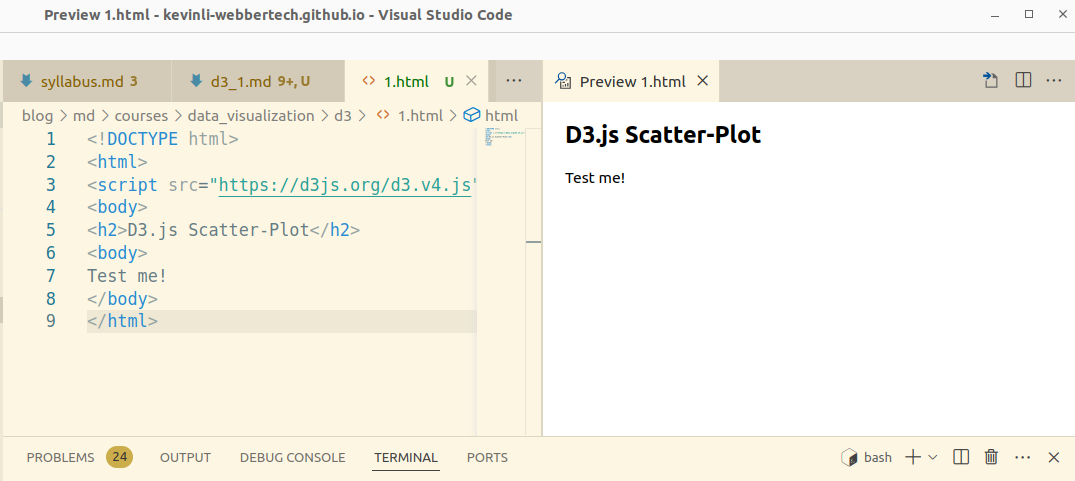 Preview 1.html - kevinli-webbertech.github.io - Visual Studio Code
syllabus.md 3 d3_1.md 9+, U 1.html U Preview 1.html
blog > md > courses > data_visualization > d3 > 1.html > html
1 <!DOCTYPE html>
2 <html>
3 <script src="https://d3js.org/d3.v4.js"
4 <body>
5 <h2>D3.js Scatter-Plot</h2>
6 <body>
7 Test me!
8 </body>
9 </html>
D3.js Scatter-Plot
Test me!
PROBLEMS 24 OUTPUT DEBUG CONSOLE TERMINAL PORTS bash